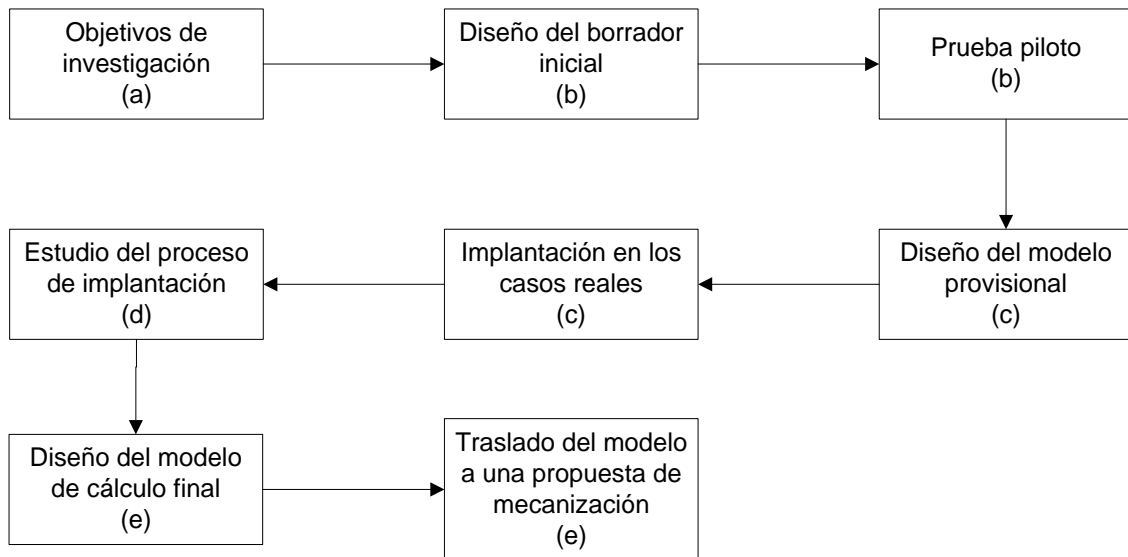 Objetivos de
investigación
(a)
Diseño del borrador
inicial
(b)
Prueba piloto
(b)
Estudio del proceso
de implantación
(d)
Implantación en los
casos reales
(c)
Diseño del modelo
provisional
(c)
Diseño del modelo
de cálculo final
(e)
Traslado del modelo
a una propuesta de
mecanización
(e)